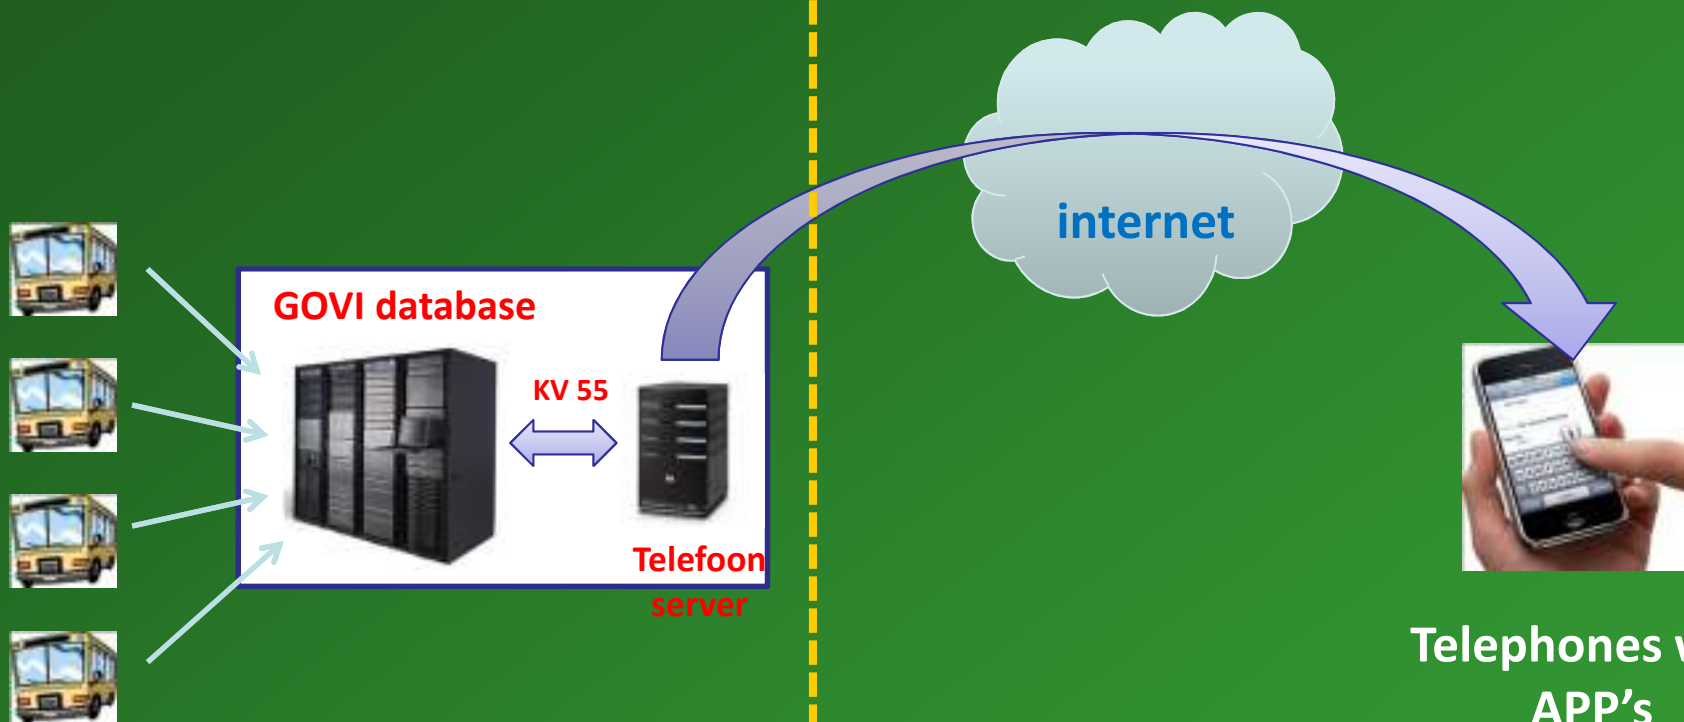 internet
GOVI database
KV 55
Telefoon
server
Telephones
APP's